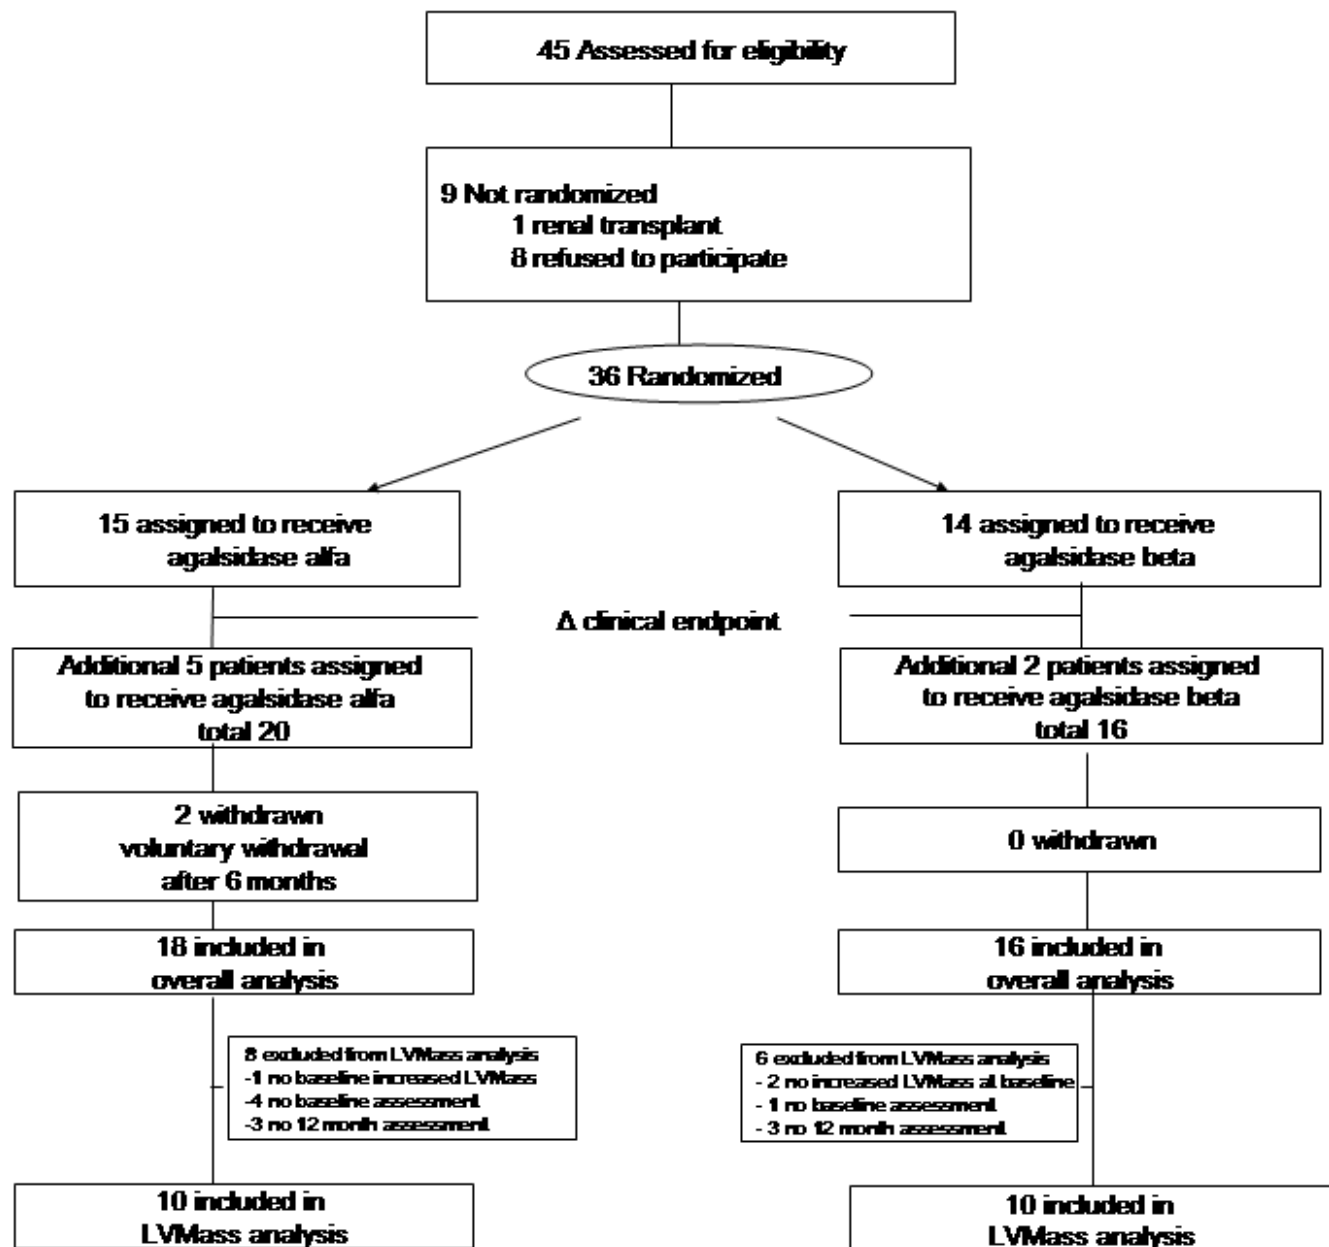 45 Assessed for eligibility
9 Not randomized
1 renal transplant
8 refused to participate
36 Randomized
15 assigned to receive
agalsidase alfa
14 assigned to receive
agalsidase beta
Δ clinical endpoint
Additional 5 patients assigned
to receive agalsidase alfa
total 20
Additional 2 patients assigned
to receive agalsidase beta
total 16
2 withdrawn
voluntary withdrawal
after 6 months
0 withdrawn
18 included in
overall analysis
16 included in
overall analysis
8 excluded from LVMass analysis
-1 no baseline increased LVMass
-4 no baseline assessment
-3 no 12 month assessment
6 excluded from LVMass analysis
- 2 no increased LVMass at baseline
- 1 no baseline assessment
- 3 no 12 month assessment
10 included in
LVMass analysis
10 included in
LVMass analysis